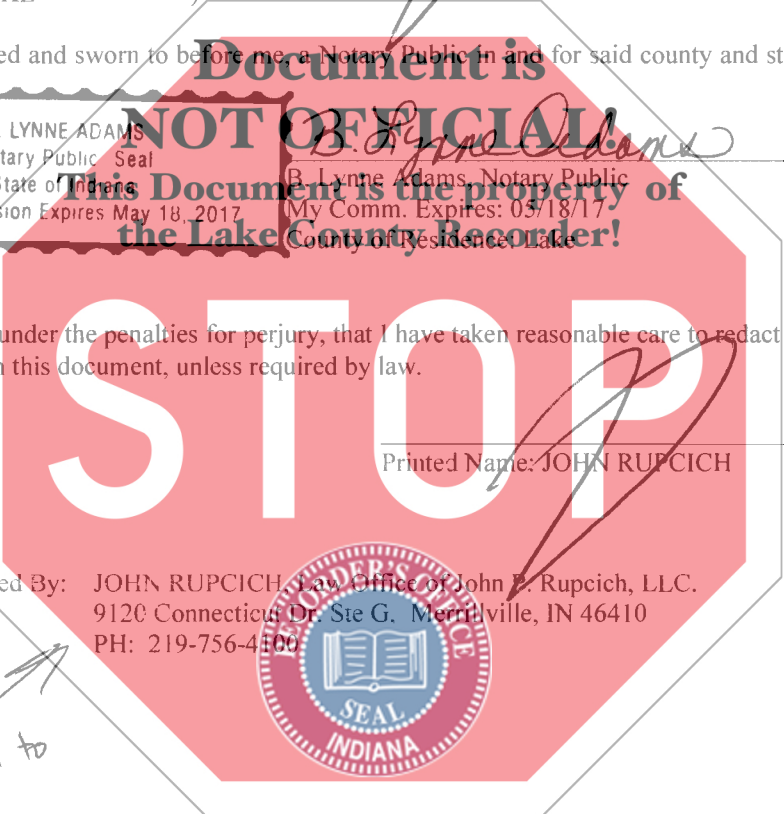 ed and sworn to before me, a Notary Public in and for said county and st
Document is
NOT OFFICIAL!
This Document is the property of
the Lake County Recorder!
LYNNE ADAMS
tary Public Seal
State of Indiana
sion Expires May 18, 2017
B. Lynne Adams
B. Lynne Adams, Notary Public
My Comm. Expires: 05/18/17
County of Residence: Lake
under the penalties for perjury, that I have taken reasonable care to redact
n this document, unless required by law.
STOP
Printed Name: JOHN RUPCICH
ed By: JOHN RUPCICH, Law Office of John P. Rupcich, LLC.
9120 Connecticut Dr. Ste G, Merrillville, IN 46410
PH: 219-756-4100
RECORDER'S OFFICE
SEAL
INDIANA
to